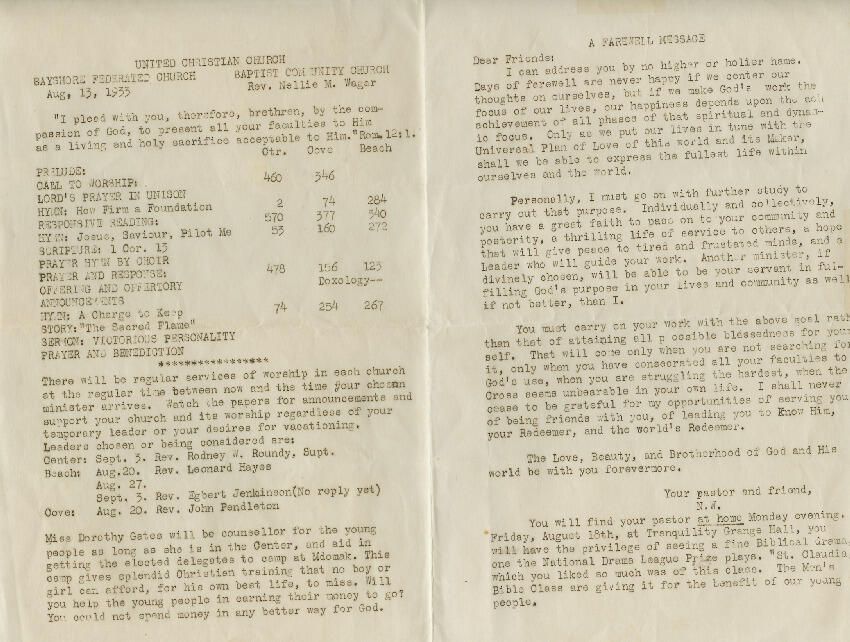 UNITED CHRISTIAN CHURCH
BAYSHORE FEDERATED CHURCH BAPTIST COMMUNITY CHURCH
Aug, 13, 1933 Rev. Nellie M. Wagar
"I plead with you, therefore, brethren, by the com-
passion of God, to present all your faculties to Him
as a living and holy sacrifice acceptable to Him."Rom.12:1.
Ctr. Cove Beach
PRELUDE:
CALL TO WORSHIP: 460 346
LORD'S PRAYER IN UNISON
HYMN: How Firm a Foundation 2 74 284
RESPONSIVE READING: 570 377 340
HYMN: Jesus, Saviour, Pilot Me 53 160 272
SCRIPTURE: 1 Cor. 13
PRAYER HYMN BY CHOIR
PRAYER AND RESPONSE: 478 156 123
OFFERING AND OFFERTORY Doxology--
ANNOUNCEMENTS
HYMN: A Charge to Keep 74 254 267
STORY:"The Sacred Flame"
SERMON: VICTORIOUS PERSONALITY
PRAYER AND BENEDICTION
******************
There will be regular services of worship in each church
at the regular time between now and the time your chosen
minister arrives. Watch the papers for announcements and
support your church and its worship regardless of your
temporary leader or your desires for vacationing.
Leaders chosen or being considered are:
Center: Sept. 3. Rev. Rodney W. Roundy, Supt.
Beach: Aug.20. Rev. Leonard Hayse
Aug. 27.
Sept. 3. Rev. Egbert Jenkinson(No reply yet)
Cove: Aug. 20. Rev. John Pendleton
Miss Dorothy Gates will be counsellor for the young
people as long as she is in the Center, and aid in
getting the elected delegates to camp at Mdomak. This
camp gives splendid Christian training that no boy or
girl can afford, for his own best life, to miss. Will
you help the young people in earning their money to go?
You could not spend money in any better way for God.
A FAREWELL MESSAGE
Dear Friends:
I can address you by no higher or holier name.
Days of farewell are never happy if we center our
thoughts on ourselves, but if we make God's work the
focus of our lives, our happiness depends upon the ach
achievement of all phases of that spiritual and dynam-
ic focus. Only as we put our lives in tune with the
Universal Plan of Love of this world and its Maker,
shall we be able to express the fullest life within
ourselves and the world.
Personally, I must go on with further study to
carry out that purpose. Individually and collectively,
you have a great faith to pass on to your community and
posterity, a thrilling life of service to others, a hope
that will give peace to tired and frustated minds, and a
Leader who will guide your work. Another minister, if
divinely chosen, will be able to be your servant in ful-
filling God's purpose in your lives and community as well
if not better, than I.
You must carry on your work with the above goal rath
than that of attaining all p ossible blessedness for your
self. That will come only when you are not searching for
it, only when you have consecrated all your faculties to
God's use, when you are struggling the hardest, when the
Cross seems unbearable in your own life. I shall never
cease to be grateful for my opportunities of serving you
of being friends with you, of leading you to Know Him,
your Redeemer, and the world's Redeemer.
The Love, Beauty, and Brotherhood of God and His
world be with you forevermore.
Your pastor and friend,
N.W.
You will find your pastor at home Monday evening.
Friday, August 18th, at Tranquility Grange Hall, you
will have the privilege of seeing a fine Biblical drama,
one the National Drama League Prize plays. "St. Claudia
which you liked so much was of this class. The Men's
Bible Class are giving it for the benefit of our young
people.